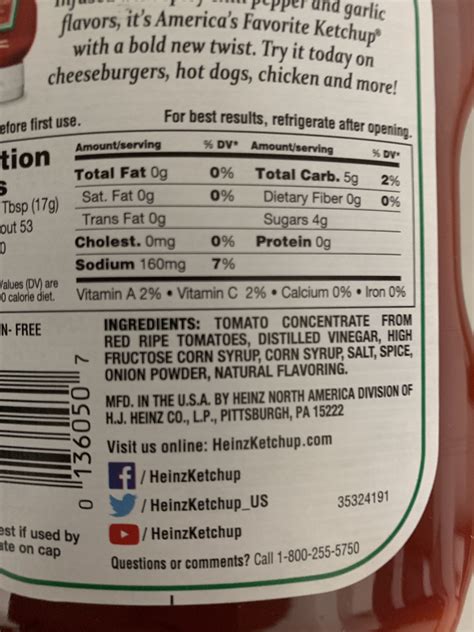 pepper and garlic
flavors, it's America's Favorite Ketchup®
with a bold new twist. Try it today on
cheeseburgers, hot dogs, chicken and more!
efore first use. For best results, refrigerate after opening.
tion
s
Tbsp (17g)
out 53
0
Values (DV) are
0 calorie diet.
Amount/serving % DV* Amount/serving % DV*
Total Fat 0g 0% Total Carb. 5g 2%
Sat. Fat 0g 0% Dietary Fiber 0g 0%
Trans Fat 0g Sugars 4g
Cholest. 0mg 0% Protein 0g
Sodium 160mg 7%
Vitamin A 2% • Vitamin C 2% • Calcium 0% • Iron 0%
N- FREE
INGREDIENTS: TOMATO CONCENTRATE FROM
RED RIPE TOMATOES, DISTILLED VINEGAR, HIGH
FRUCTOSE CORN SYRUP, CORN SYRUP, SALT, SPICE,
ONION POWDER, NATURAL FLAVORING.
MFD. IN THE U.S.A. BY HEINZ NORTH AMERICA DIVISION OF
H.J. HEINZ CO., L.P., PITTSBURGH, PA 15222
0 136050 7
Visit us online: HeinzKetchup.com
f / HeinzKetchup
/ HeinzKetchup_US 35324191
/ HeinzKetchup
est if used by
ate on cap
Questions or comments? Call 1-800-255-5750